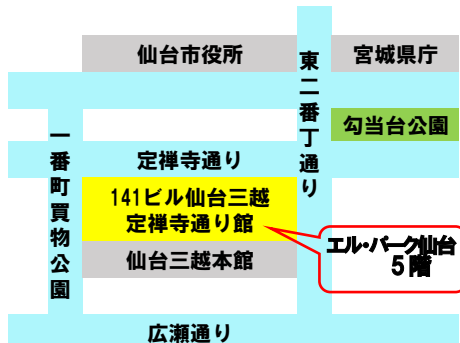 仙台市役所
東二番丁通り
宮城県庁
勾当台公園
一番町買物公園
定禅寺通り
141ビル仙台三越
定禅寺通り館
エル・パーク仙台
5階
仙台三越本館
広瀬通り